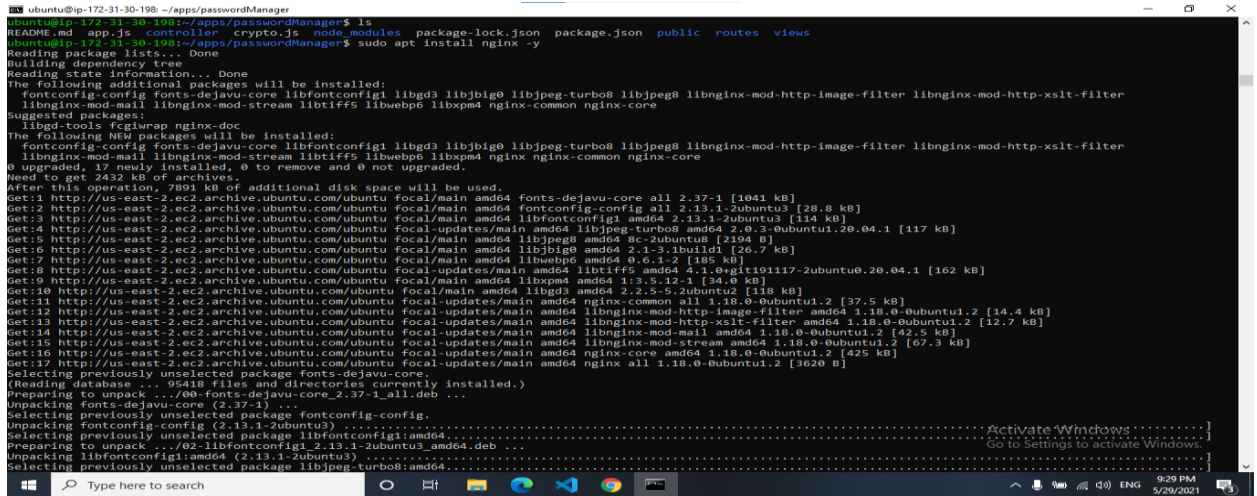 ubuntu@ip-172-31-30-198: ~/apps/passwordManager
ubuntu@ip-172-31-30-198:~/apps/passwordManager$ ls
README.md app.js controller crypto.js node_modules package-lock.json package.json public routes views
ubuntu@ip-172-31-30-198:~/apps/passwordManager$ sudo apt install nginx -y
Reading package lists... Done
Building dependency tree
Reading state information... Done
The following additional packages will be installed:
fontconfig-config fonts-dejavu-core libfontconfig1 libgd3 libjbig0 libjpeg-turbo8 libjpeg8 libnginx-mod-http-image-filter libnginx-mod-http-xslt-filter
libnginx-mod-mail libnginx-mod-stream libtiff5 libwebp6 libxpm4 nginx-common nginx-core
Suggested packages:
libgd-tools fcgiwrap nginx-doc
The following NEW packages will be installed:
fontconfig-config fonts-dejavu-core libfontconfig1 libgd3 libjbig0 libjpeg-turbo8 libjpeg8 libnginx-mod-http-image-filter libnginx-mod-http-xslt-filter
libnginx-mod-mail libnginx-mod-stream libtiff5 libwebp6 libxpm4 nginx nginx-common nginx-core
0 upgraded, 17 newly installed, 0 to remove and 0 not upgraded.
Need to get 2432 kB of archives.
After this operation, 7891 kB of additional disk space will be used.
Get:1 http://us-east-2.ec2.archive.ubuntu.com/ubuntu focal/main amd64 fonts-dejavu-core all 2.37-1 [1041 kB]
Get:2 http://us-east-2.ec2.archive.ubuntu.com/ubuntu focal/main amd64 fontconfig-config all 2.13.1-2ubuntu3 [28.8 kB]
Get:3 http://us-east-2.ec2.archive.ubuntu.com/ubuntu focal/main amd64 libfontconfig1 amd64 2.13.1-2ubuntu3 [114 kB]
Get:4 http://us-east-2.ec2.archive.ubuntu.com/ubuntu focal-updates/main amd64 libjpeg-turbo8 amd64 2.0.3-0ubuntu1.20.04.1 [117 kB]
Get:5 http://us-east-2.ec2.archive.ubuntu.com/ubuntu focal/main amd64 libjpeg8 amd64 8c-2ubuntu8 [2194 B]
Get:6 http://us-east-2.ec2.archive.ubuntu.com/ubuntu focal/main amd64 libjbig0 amd64 2.1-3.1build1 [26.7 kB]
Get:7 http://us-east-2.ec2.archive.ubuntu.com/ubuntu focal/main amd64 libwebp6 amd64 0.6.1-2 [185 kB]
Get:8 http://us-east-2.ec2.archive.ubuntu.com/ubuntu focal-updates/main amd64 libtiff5 amd64 4.1.0+git191117-2ubuntu0.20.04.1 [162 kB]
Get:9 http://us-east-2.ec2.archive.ubuntu.com/ubuntu focal/main amd64 libxpm4 amd64 1:3.5.12-1 [34.0 kB]
Get:10 http://us-east-2.ec2.archive.ubuntu.com/ubuntu focal/main amd64 libgd3 amd64 2.2.5-5.2ubuntu2 [118 kB]
Get:11 http://us-east-2.ec2.archive.ubuntu.com/ubuntu focal-updates/main amd64 nginx-common all 1.18.0-0ubuntu1.2 [37.5 kB]
Get:12 http://us-east-2.ec2.archive.ubuntu.com/ubuntu focal-updates/main amd64 libnginx-mod-http-image-filter amd64 1.18.0-0ubuntu1.2 [14.4 kB]
Get:13 http://us-east-2.ec2.archive.ubuntu.com/ubuntu focal-updates/main amd64 libnginx-mod-http-xslt-filter amd64 1.18.0-0ubuntu1.2 [12.7 kB]
Get:14 http://us-east-2.ec2.archive.ubuntu.com/ubuntu focal-updates/main amd64 libnginx-mod-mail amd64 1.18.0-0ubuntu1.2 [42.5 kB]
Get:15 http://us-east-2.ec2.archive.ubuntu.com/ubuntu focal-updates/main amd64 libnginx-mod-stream amd64 1.18.0-0ubuntu1.2 [67.3 kB]
Get:16 http://us-east-2.ec2.archive.ubuntu.com/ubuntu focal-updates/main amd64 nginx-core amd64 1.18.0-0ubuntu1.2 [425 kB]
Get:17 http://us-east-2.ec2.archive.ubuntu.com/ubuntu focal-updates/main amd64 nginx all 1.18.0-0ubuntu1.2 [3620 B]
Selecting previously unselected package fonts-dejavu-core.
(Reading database ... 95418 files and directories currently installed.)
Preparing to unpack .../00-fonts-dejavu-core_2.37-1_all.deb ...
Unpacking fonts-dejavu-core (2.37-1) ...
Selecting previously unselected package fontconfig-config.
Unpacking fontconfig-config (2.13.1-2ubuntu3) ...
Selecting previously unselected package libfontconfig1:amd64.
Preparing to unpack .../02-libfontconfig1_2.13.1-2ubuntu3_amd64.deb ...
Unpacking libfontconfig1:amd64 (2.13.1-2ubuntu3) ...
Selecting previously unselected package libjpeg-turbo8:amd64.
Activate Windows
Go to Settings to activate Windows.
Type here to search
ENG
9:29 PM
5/29/2021
3